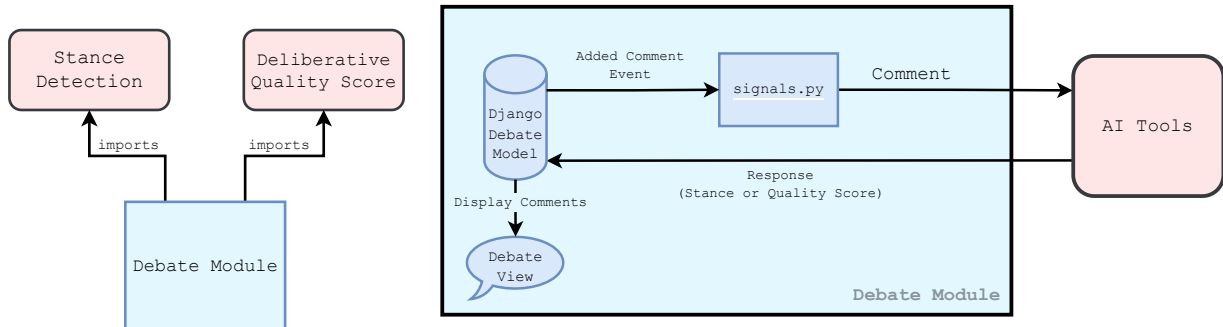 Stance
Detection
Deliberative
Quality Score
imports
imports
Debate Module
Added Comment
Event
signals.py
Comment
AI Tools
Django
Debate
Model
Response
(Stance or Quality Score)
Display Comments
Debate
View
Debate Module